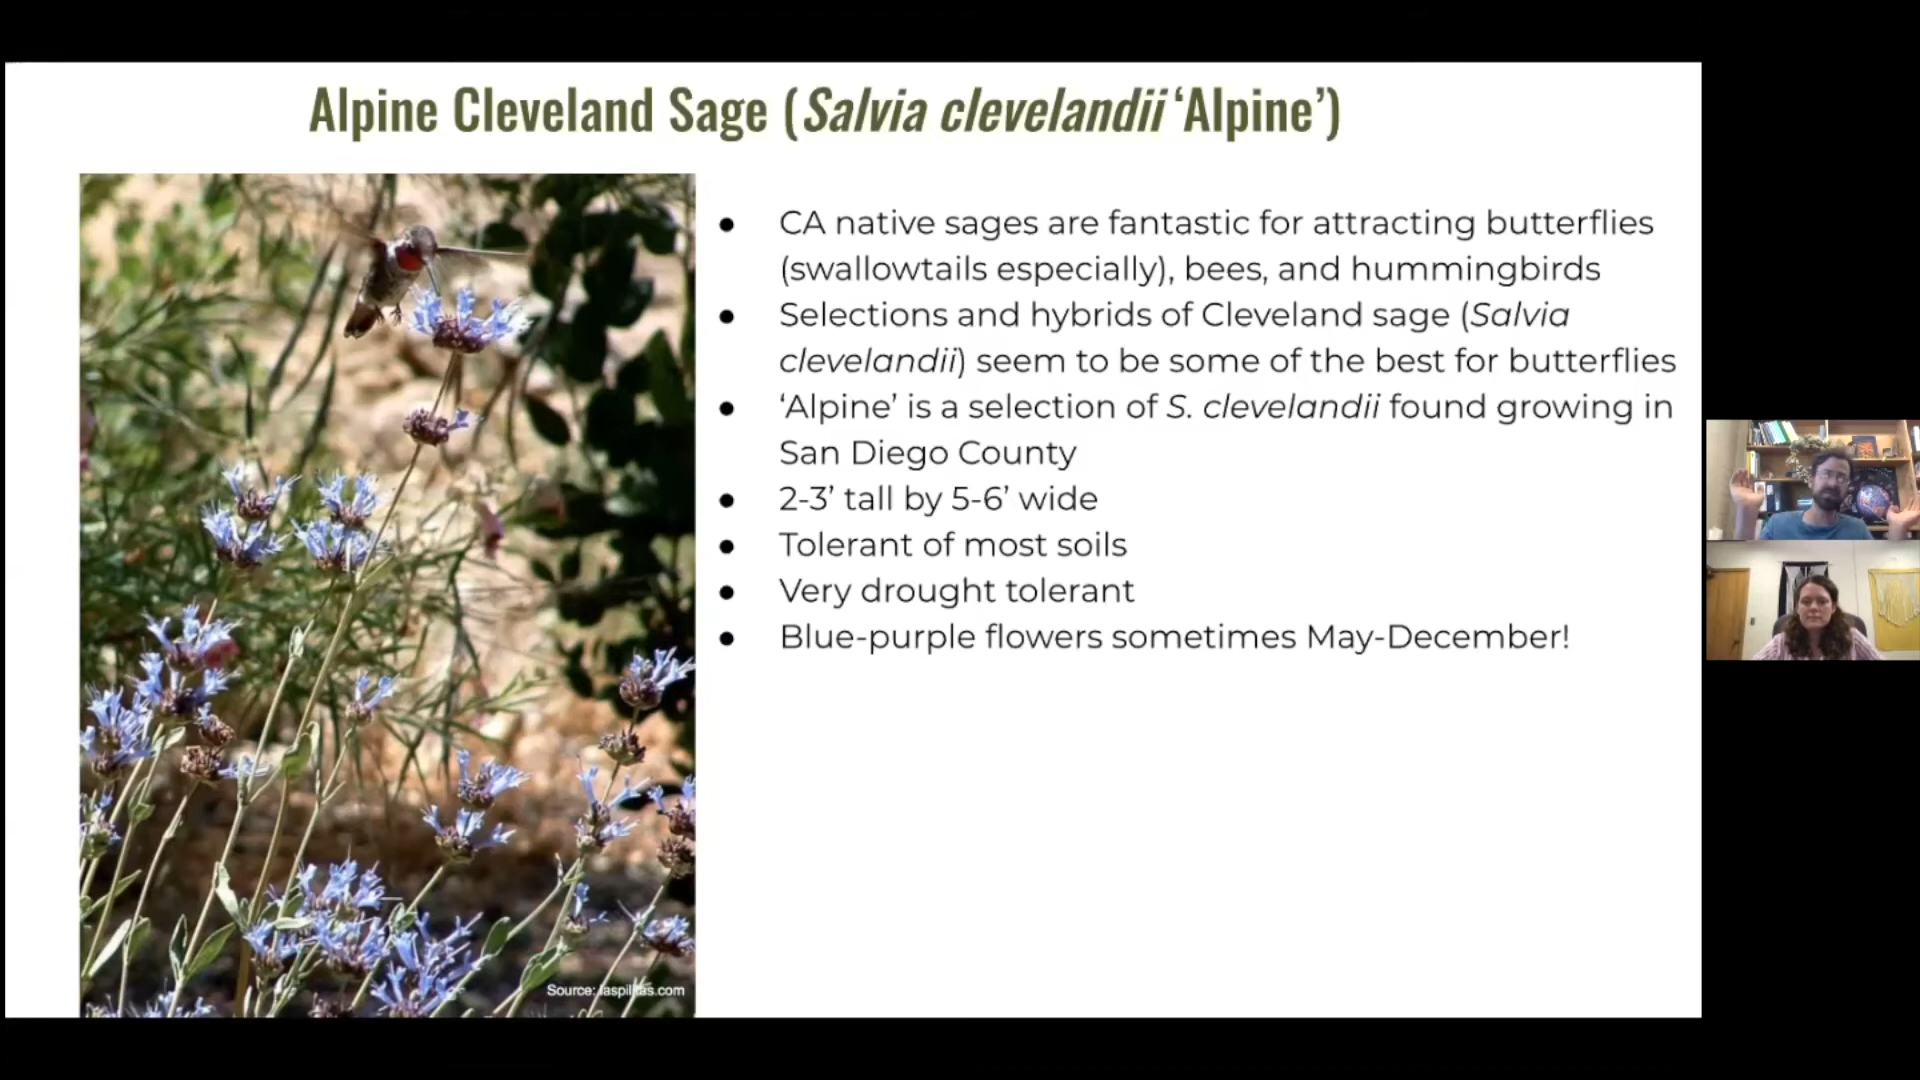 Alpine Cleveland Sage (Salvia clevelandii ‘Alpine’)
● CA native sages are fantastic for attracting butterflies
(swallowtails especially), bees, and hummingbirds
● Selections and hybrids of Cleveland sage (Salvia
clevelandii) seem to be some of the best for butterflies
● ‘Alpine’ is a selection of S. clevelandii found growing in
San Diego County
● 2-3’ tall by 5-6’ wide
● Tolerant of most soils
● Very drought tolerant
● Blue-purple flowers sometimes May-December!
Source: laspilitas.com